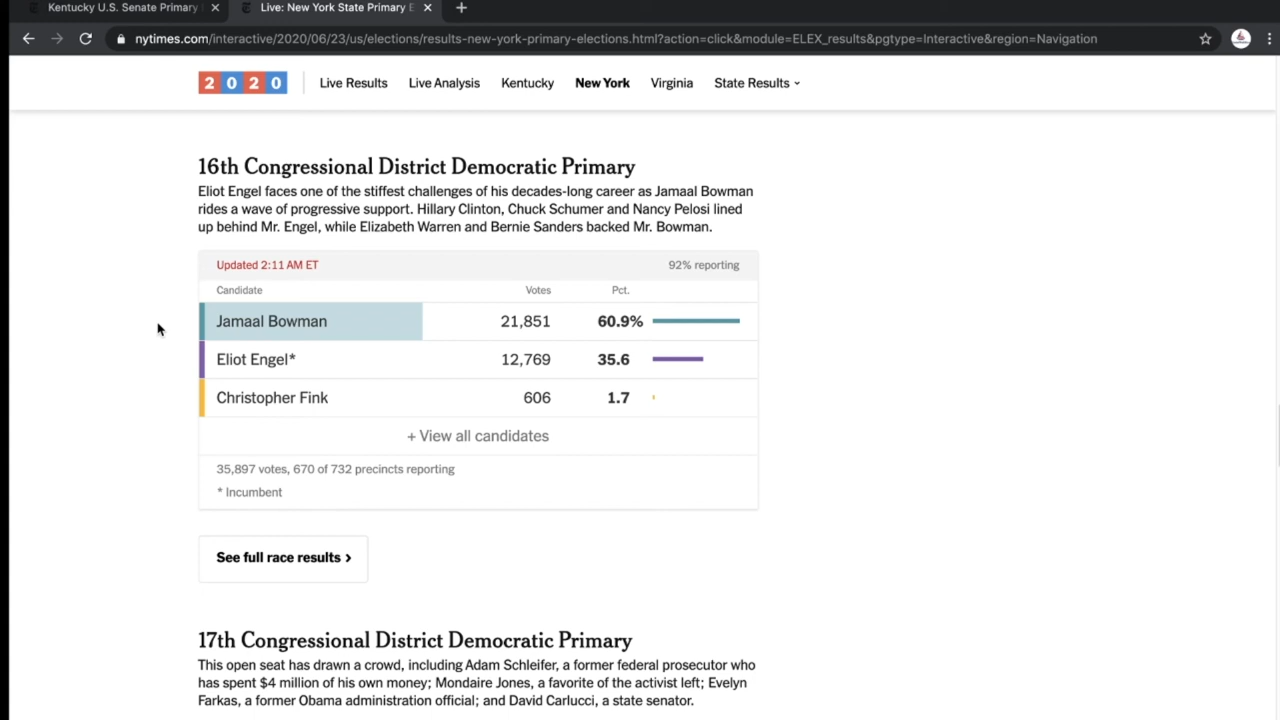 Kentucky U.S. Senate Primary
Live: New York State Primary E
nytimes.com/interactive/2020/06/23/us/elections/results-new-york-primary-elections.html?action=click&module=ELEX_results&pgtype=Interactive&region=Navigation
2020 Live Results Live Analysis Kentucky New York Virginia State Results
16th Congressional District Democratic Primary
Eliot Engel faces one of the stiffest challenges of his decades-long career as Jamaal Bowman
rides a wave of progressive support. Hillary Clinton, Chuck Schumer and Nancy Pelosi lined
up behind Mr. Engel, while Elizabeth Warren and Bernie Sanders backed Mr. Bowman.
Updated 2:11 AM ET 92% reporting
Candidate Votes Pct.
Jamaal Bowman 21,851 60.9%
Eliot Engel* 12,769 35.6
Christopher Fink 606 1.7
+ View all candidates
35,897 votes, 670 of 732 precincts reporting
* Incumbent
See full race results ›
17th Congressional District Democratic Primary
This open seat has drawn a crowd, including Adam Schleifer, a former federal prosecutor who
has spent $4 million of his own money; Mondaire Jones, a favorite of the activist left; Evelyn
Farkas, a former Obama administration official; and David Carlucci, a state senator.